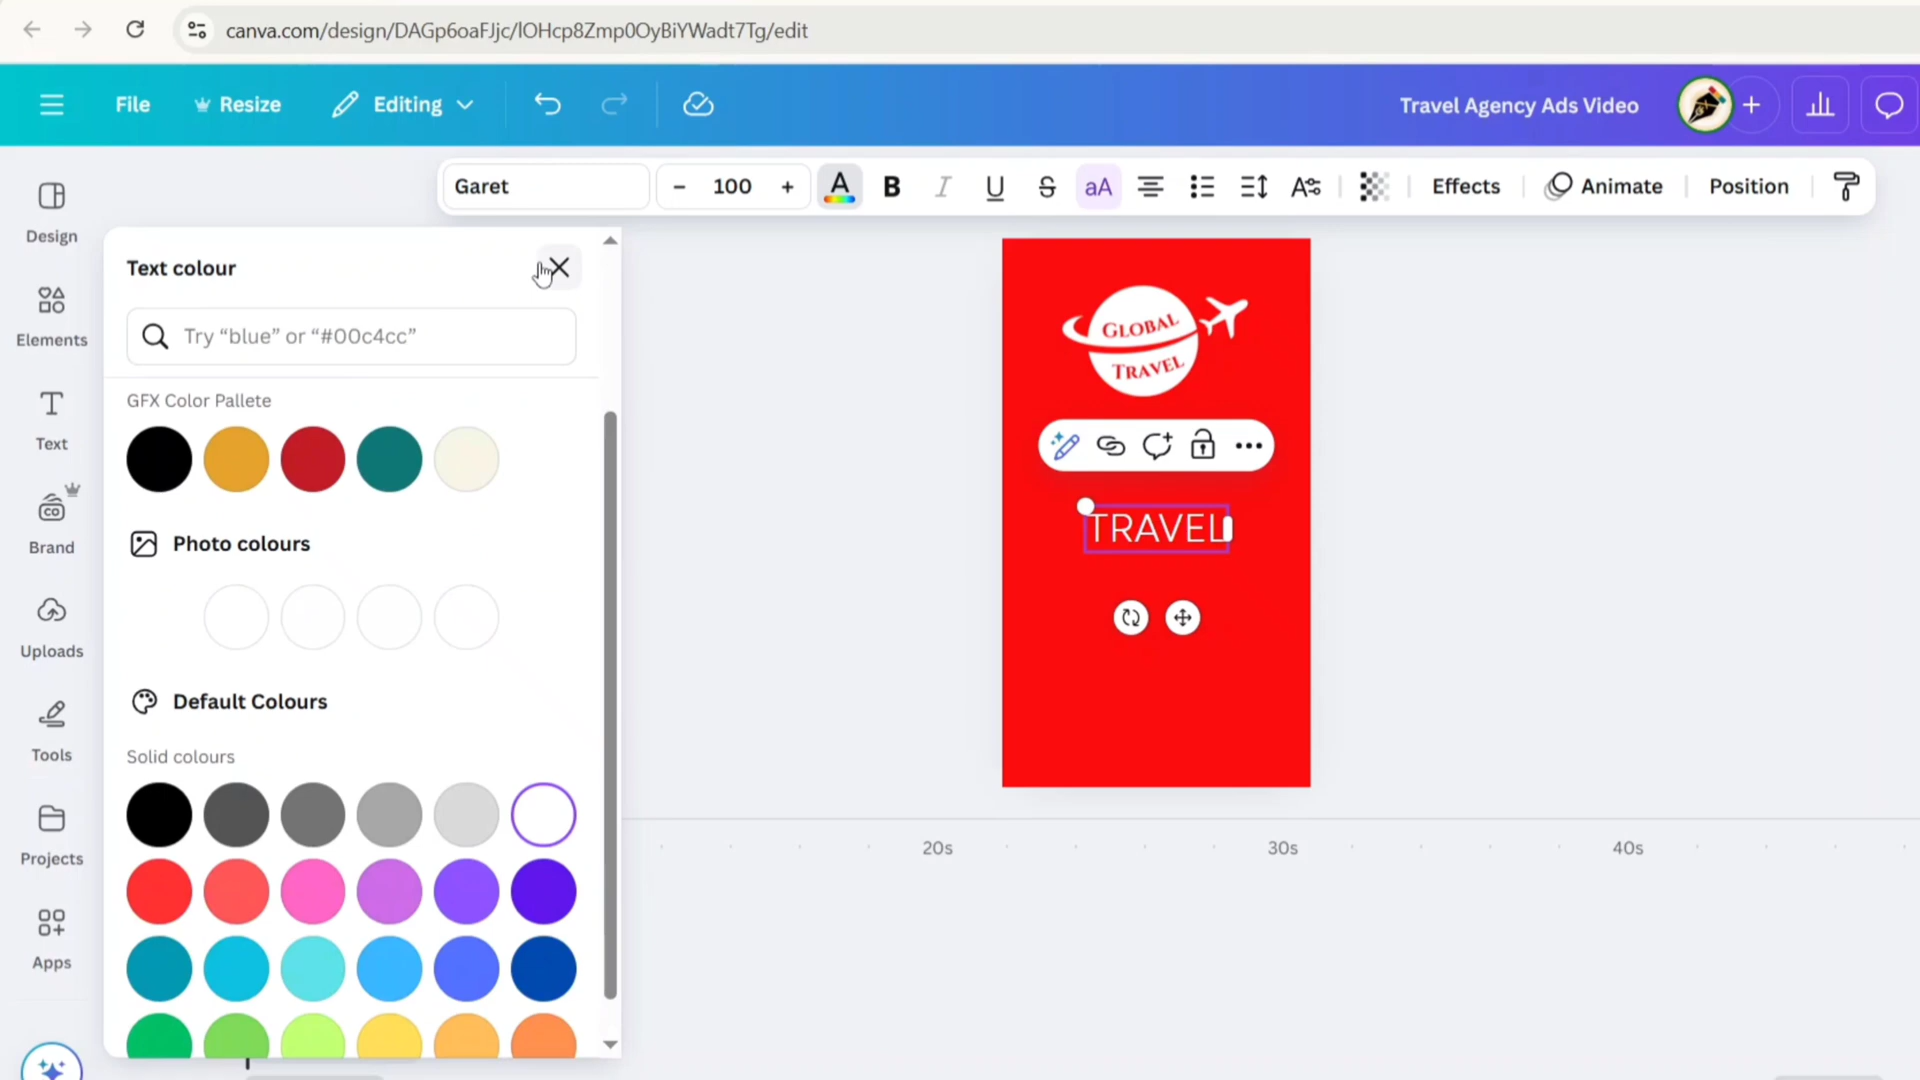 canva.com/design/DAGp6oaFJjc/lOHcp8Zmp0OyBiYWadt7Tg/edit
File Resize Editing Travel Agency Ads Video
Garet 100 A B I U S aA Effects Animate Position
Design
Elements
Text
Brand
Uploads
Tools
Projects
Apps
Text colour
Try “blue” or “#00c4cc”
GFX Color Pallete
Photo colours
Default Colours
Solid colours
GLOBAL
TRAVEL
TRAVEL
20s 30s 40s